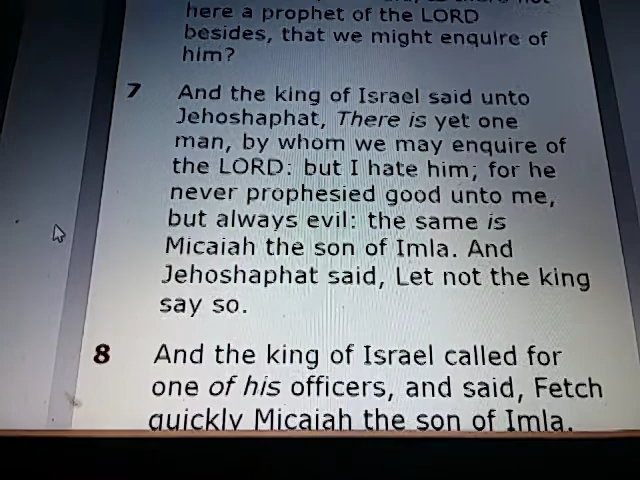 here a prophet of the LORD
besides, that we might enquire of
him?
7 And the king of Israel said unto
Jehoshaphat, There is yet one
man, by whom we may enquire of
the LORD: but I hate him; for he
never prophesied good unto me,
but always evil: the same is
Micaiah the son of Imla. And
Jehoshaphat said, Let not the king
say so.
8 And the king of Israel called for
one of his officers, and said, Fetch
quickly Micaiah the son of Imla.